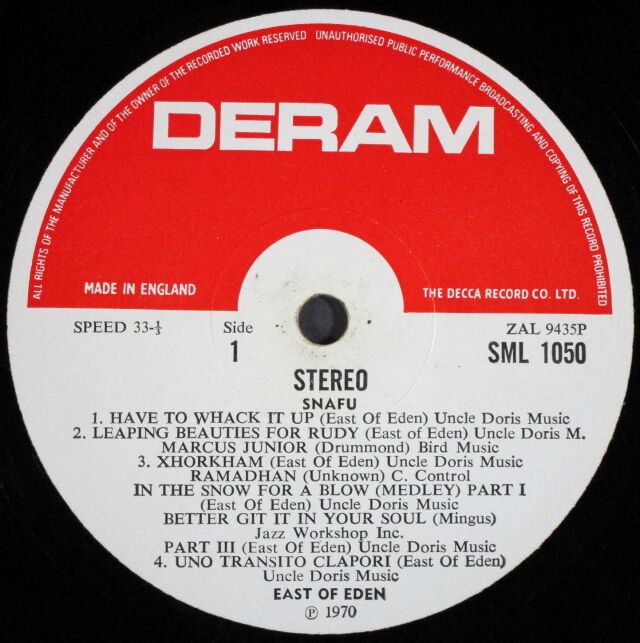 ALL RIGHTS OF THE MANUFACTURER AND OF THE OWNER OF THE RECORDED WORK RESERVED UNAUTHORISED PUBLIC PERFORMANCE BROADCASTING AND COPYING OF THIS RECORD PROHIBITED
DERAM
MADE IN ENGLAND
THE DECCA RECORD CO. LTD.
SPEED 33-⅓
Side
1
ZAL 9435P
SML 1050
STEREO
SNAFU
1. HAVE TO WHACK IT UP (East Of Eden) Uncle Doris Music
2. LEAPING BEAUTIES FOR RUDY (East of Eden) Uncle Doris M.
MARCUS JUNIOR (Drummond) Bird Music
3. XHORKHAM (East Of Eden) Uncle Doris Music
RAMADHAN (Unknown) C. Control
IN THE SNOW FOR A BLOW (MEDLEY) PART I
(East Of Eden) Uncle Doris Music
BETTER GIT IT IN YOUR SOUL (Mingus)
Jazz Workshop Inc.
PART III (East Of Eden) Uncle Doris Music
4. UNO TRANSITO CLAPORI (East Of Eden)
Uncle Doris Music
EAST OF EDEN
℗ 1970